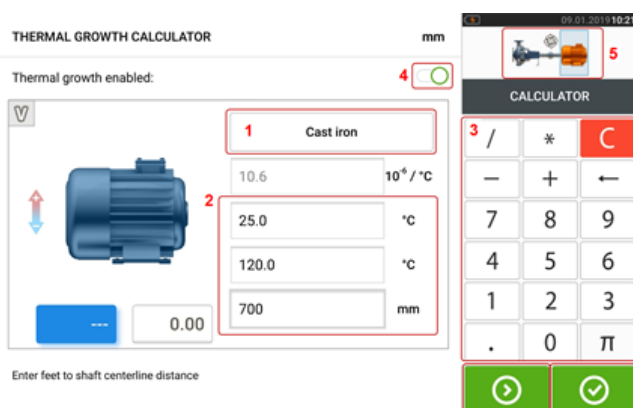 THERMAL GROWTH CALCULATOR mm
Thermal growth enabled: 4
V
1 Cast iron
10.6 10⁻⁶ / °C
2
25.0 °C
120.0 °C
700 mm
--- 0.00
Enter feet to shaft centerline distance
09.01.2019 10:21
5
CALCULATOR
3 / * C
− + ←
7 8 9
4 5 6
1 2 3
. 0 π